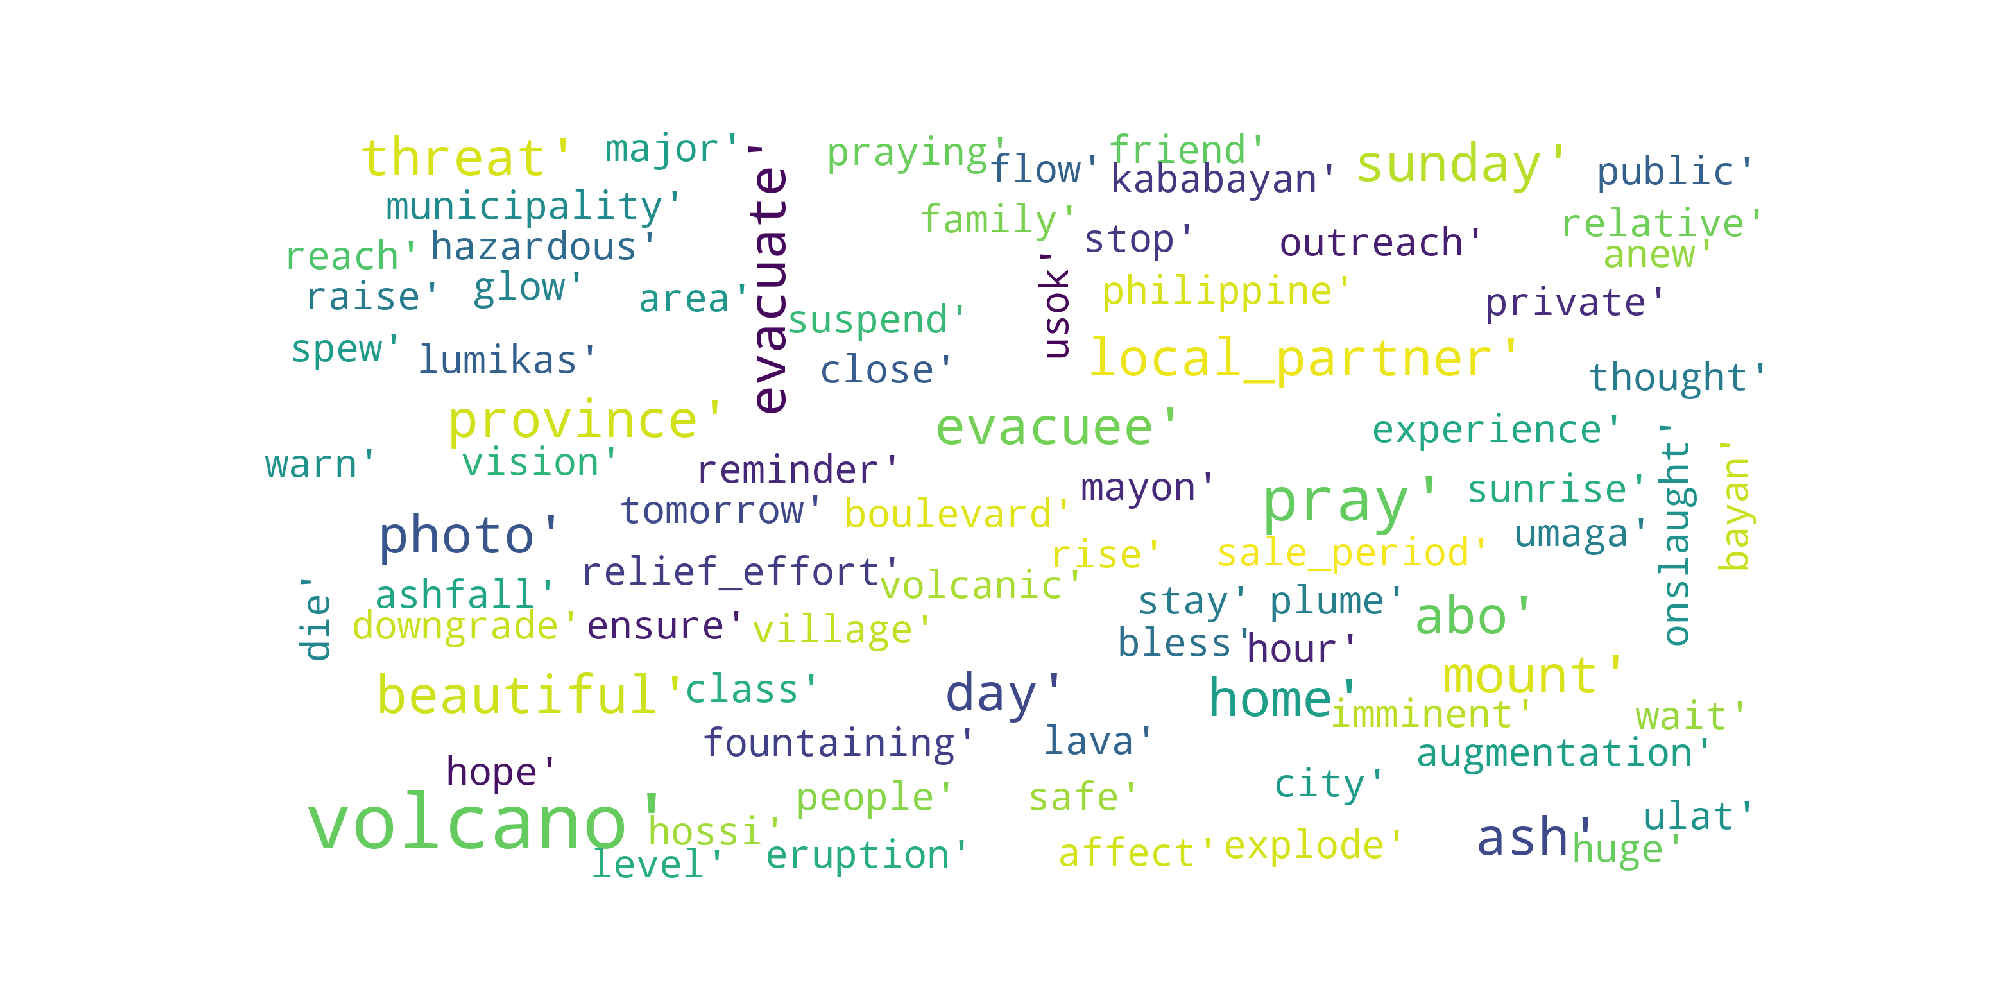 threat'
major'
evacuate'
praying'
flow'
friend'
kababayan'
sunday'
public'
municipality'
family'
relative'
reach'
hazardous'
stop'
outreach'
anew'
raise'
glow'
area'
usok'
philippine'
private'
suspend'
spew'
lumikas'
close'
local_partner'
thought'
province'
evacuee'
experience'
onslaught'
bayan'
warn'
vision'
reminder'
mayon'
pray'
sunrise'
photo'
tomorrow'
boulevard'
umaga'
rise'
sale_period'
relief_effort'
volcanic'
die'
ashfall'
stay'
plume'
abo'
downgrade'
ensure'
village'
bless'
hour'
beautiful'
class'
day'
home'
mount'
imminent'
wait'
fountaining'
lava'
augmentation'
hope'
city'
volcano'
people'
safe'
hossi'
ash'
ulat'
level'
eruption'
affect'
explode'
huge'